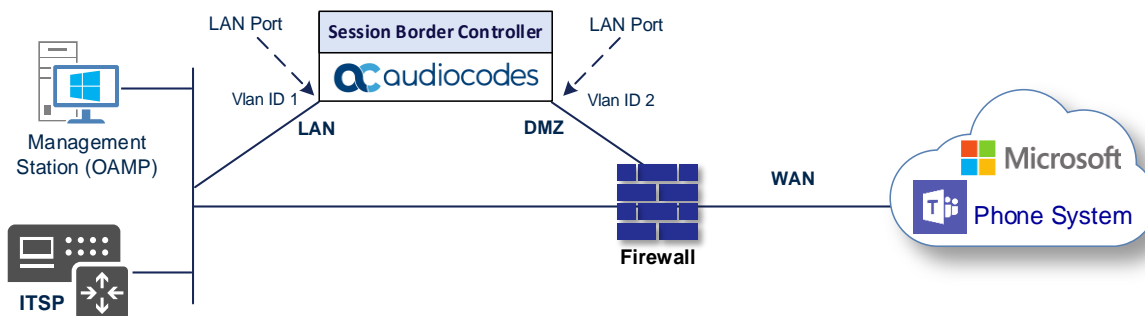 LAN Port
Session Border Controller
LAN Port
audiocodes
Vlan ID 1
Vlan ID 2
LAN
DMZ
Management
Station (OAMP)
WAN
Microsoft
T
Phone System
Firewall
ITSP